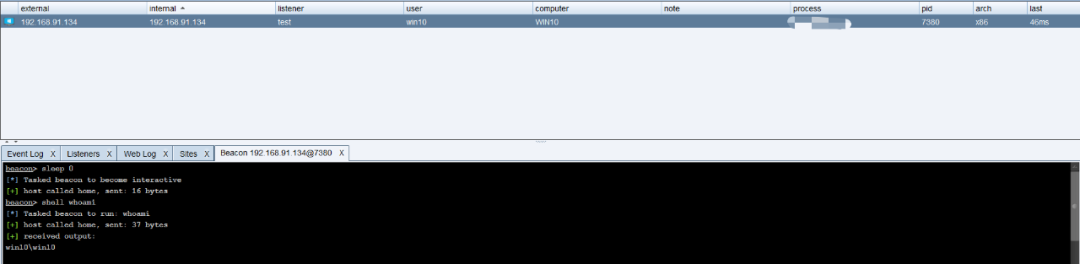 external internal listener user computer note process pid arch last
192.168.91.134 192.168.91.134 test win10 WIN10 7380 x86 46ms
Event Log X Listeners X Web Log X Sites X Beacon 192.168.91.134@7380 X
beacon> sleep 0
[*] Tasked beacon to become interactive
[+] host called home, sent: 16 bytes
beacon> shell whoami
[*] Tasked beacon to run: whoami
[+] host called home, sent: 37 bytes
[+] received output:
win10\win10